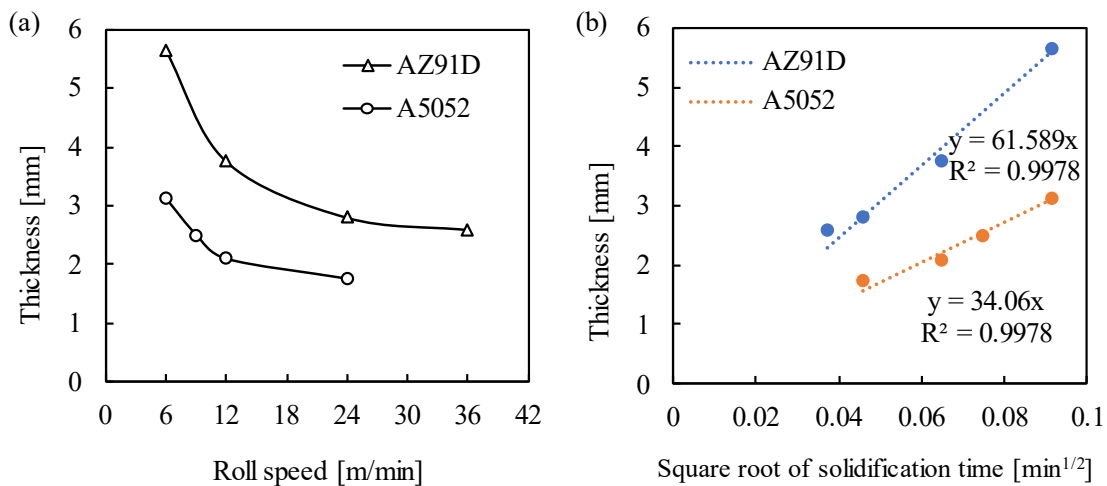 (a)
6
5
4
3
2
1
0
Thickness [mm]
AZ91D
A5052
0 6 12 18 24 30 36 42
Roll speed [m/min]
(b)
6
5
4
3
2
1
0
Thickness [mm]
AZ91D
A5052
y = 61.589x
R² = 0.9978
y = 34.06x
R² = 0.9978
0 0.02 0.04 0.06 0.08 0.1
Square root of solidification time [min¹ᐟ²]